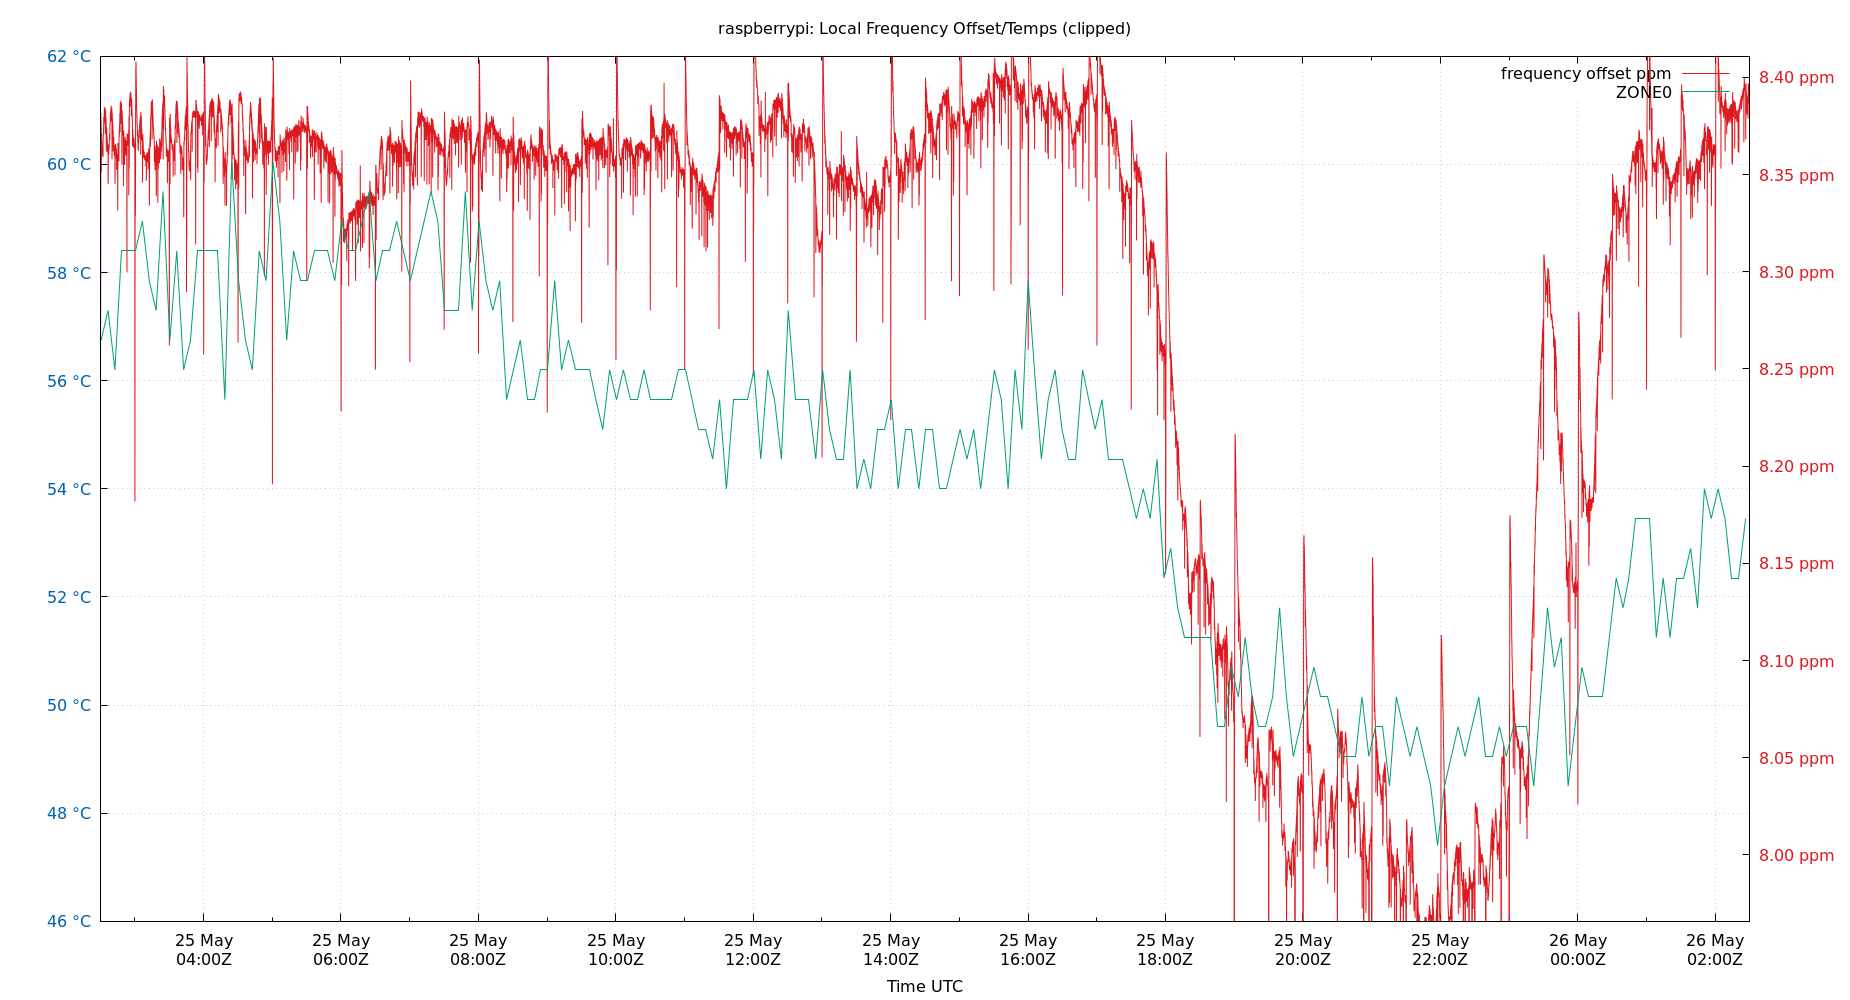 raspberrypi: Local Frequency Offset/Temps (clipped)
62 °C
60 °C
58 °C
56 °C
54 °C
52 °C
50 °C
48 °C
46 °C
frequency offset ppm
ZONE0
8.40 ppm
8.35 ppm
8.30 ppm
8.25 ppm
8.20 ppm
8.15 ppm
8.10 ppm
8.05 ppm
8.00 ppm
25 May 25 May 25 May 25 May 25 May 25 May 25 May 25 May 25 May 25 May 26 May 26 May
04:00Z 06:00Z 08:00Z 10:00Z 12:00Z 14:00Z 16:00Z 18:00Z 20:00Z 22:00Z 00:00Z 02:00Z
Time UTC